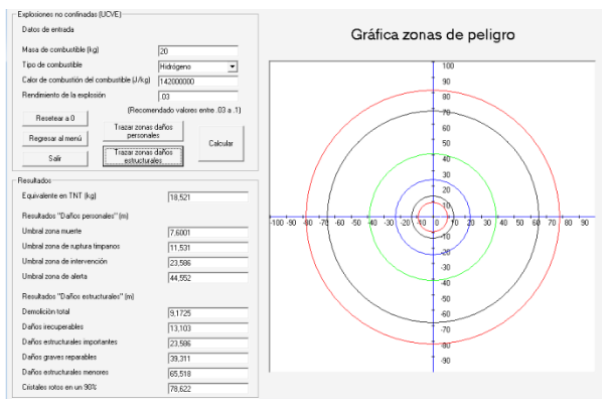 Explosiones no confinadas (UCVE)
Datos de entrada
Masa de combustible (kg) 20
Tipo de combustible Hidrógeno
Calor de combustión del combustible (J/kg) 142000000
Rendimiento de la explosión .03
(Recomendado valores entre .03 a .1)
Resetear a 0
Trazar zonas daños personales
Regresar al menú
Calcular
Salir
Trazar zonas daños estructurales
Resultados
Equivalente en TNT (kg) 18,521
Resultados "Daños personales" (m)
Umbral zona muerte 7,6001
Umbral zona de ruptura timpanos 11,531
Umbral zona de intervención 23,586
Umbral zona de alerta 44,552
Resultados "Daños estructurales" (m)
Demolición total 9,1725
Daños irrecuperables 13,103
Daños estructurales importantes 23,586
Daños graves reparables 39,311
Daños estructurales menores 65,518
Cristales rotos en un 90% 78,622
Gráfica zonas de peligro
100
90
80
70
60
50
40
30
20
10
-100 -90 -80 -70 -60 -50 -40 -30 -20 -10 0 10 20 30 40 50 60 70 80 90
-10
-20
-30
-40
-50
-60
-70
-80
-90